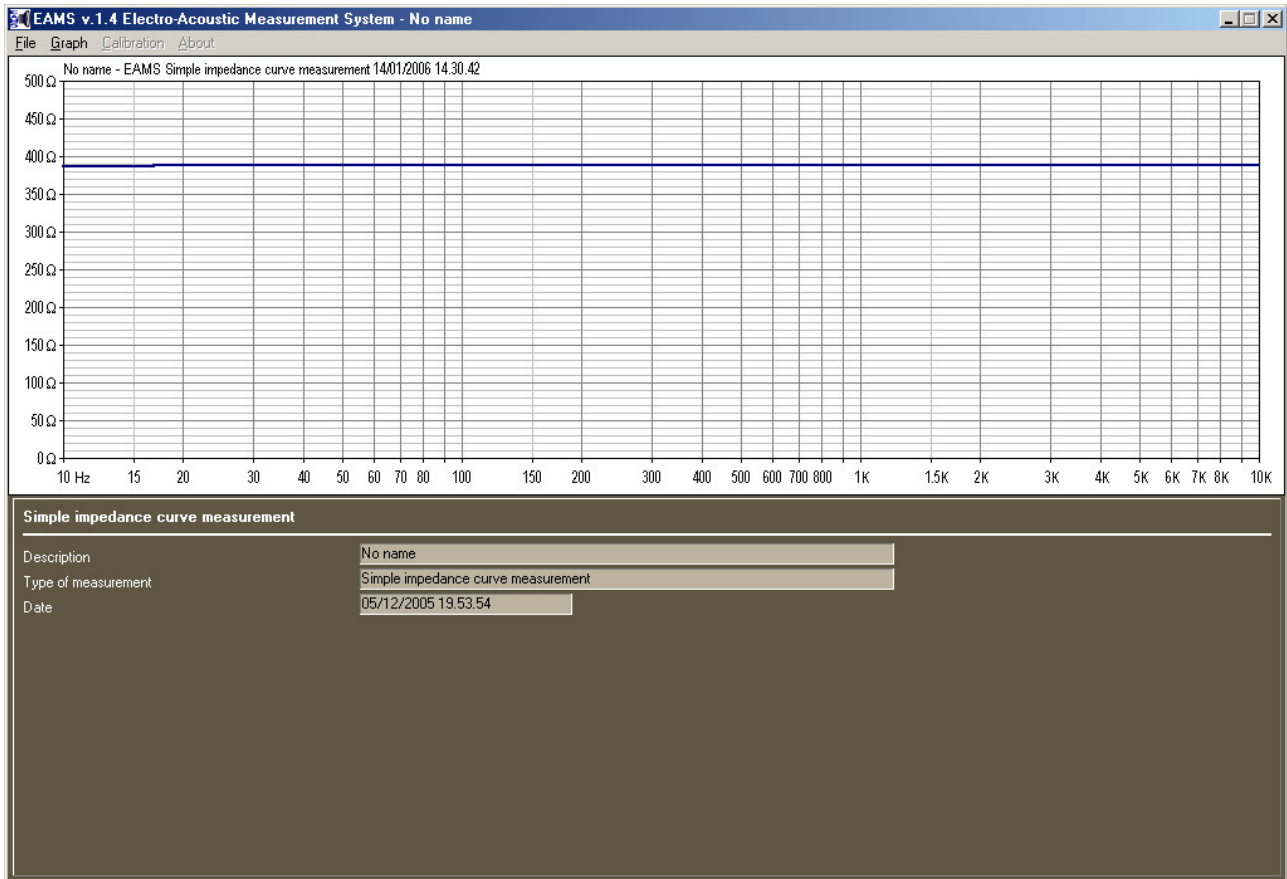 EAMS v.1.4 Electro-Acoustic Measurement System - No name
File Graph Calibration About
No name - EAMS Simple impedance curve measurement 14/01/2006 14.30.42
500 Ω
450 Ω
400 Ω
350 Ω
300 Ω
250 Ω
200 Ω
150 Ω
100 Ω
50 Ω
0 Ω
10 Hz 15 20 30 40 50 60 70 80 100 150 200 300 400 500 600 700 800 1K 1.5K 2K 3K 4K 5K 6K 7K 8K 10K
Simple impedance curve measurement
Description No name
Type of measurement Simple impedance curve measurement
Date 05/12/2005 19.53.54